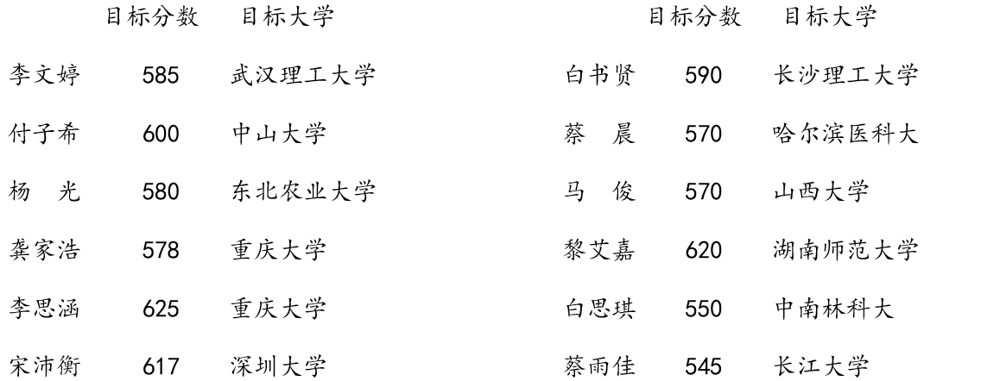 目标分数 目标大学 目标分数 目标大学
李文婷 585 武汉理工大学 白书贤 590 长沙理工大学
付子希 600 中山大学 蔡 晨 570 哈尔滨医科大
杨 光 580 东北农业大学 马 俊 570 山西大学
龚家浩 578 重庆大学 黎艾嘉 620 湖南师范大学
李思涵 625 重庆大学 白思琪 550 中南林科大
宋沛衡 617 深圳大学 蔡雨佳 545 长江大学